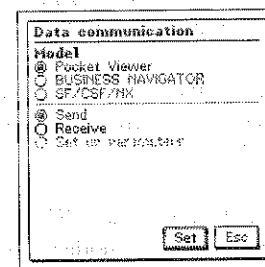 Data communication
Model
Pocket Viewer
BUSINESS NAVIGATOR
SF/CSF/NX
Send
Receive
Set up parameters
Set
Esc